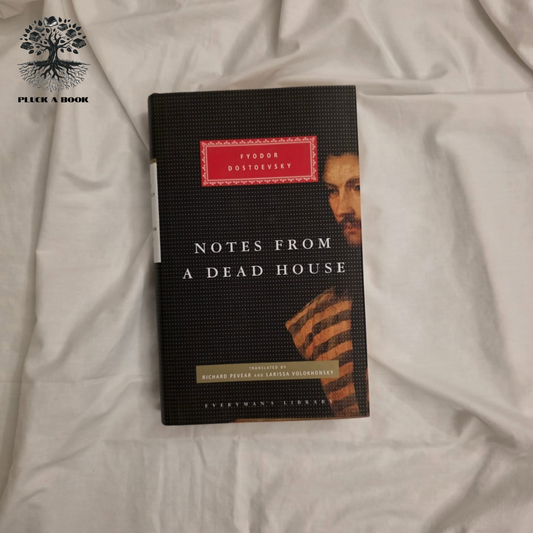 PLUCK A BOOK
FYODOR
DOSTOEVSKY
NOTES FROM
A DEAD HOUSE
TRANSLATED BY
RICHARD PEVEAR AND LARISSA VOLOKHONSKY
EVERYMAN'S LIBRARY